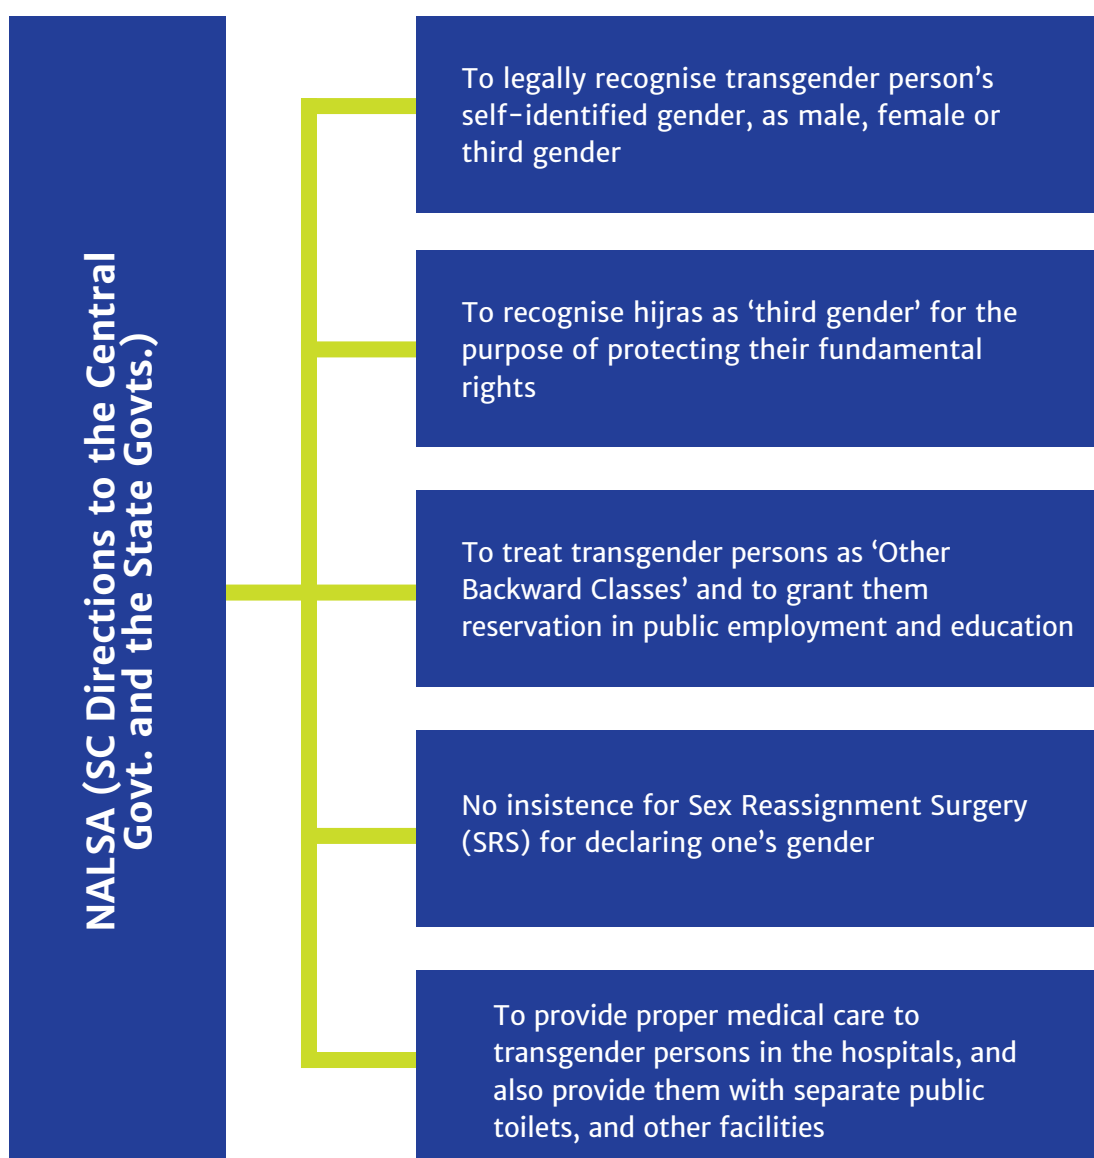 NALSA (SC Directions to the Central
Govt. and the State Govts.)
To legally recognise transgender person’s
self-identified gender, as male, female or
third gender
To recognise hijras as ‘third gender’ for the
purpose of protecting their fundamental
rights
To treat transgender persons as ‘Other
Backward Classes’ and to grant them
reservation in public employment and education
No insistence for Sex Reassignment Surgery
(SRS) for declaring one’s gender
To provide proper medical care to
transgender persons in the hospitals, and
also provide them with separate public
toilets, and other facilities